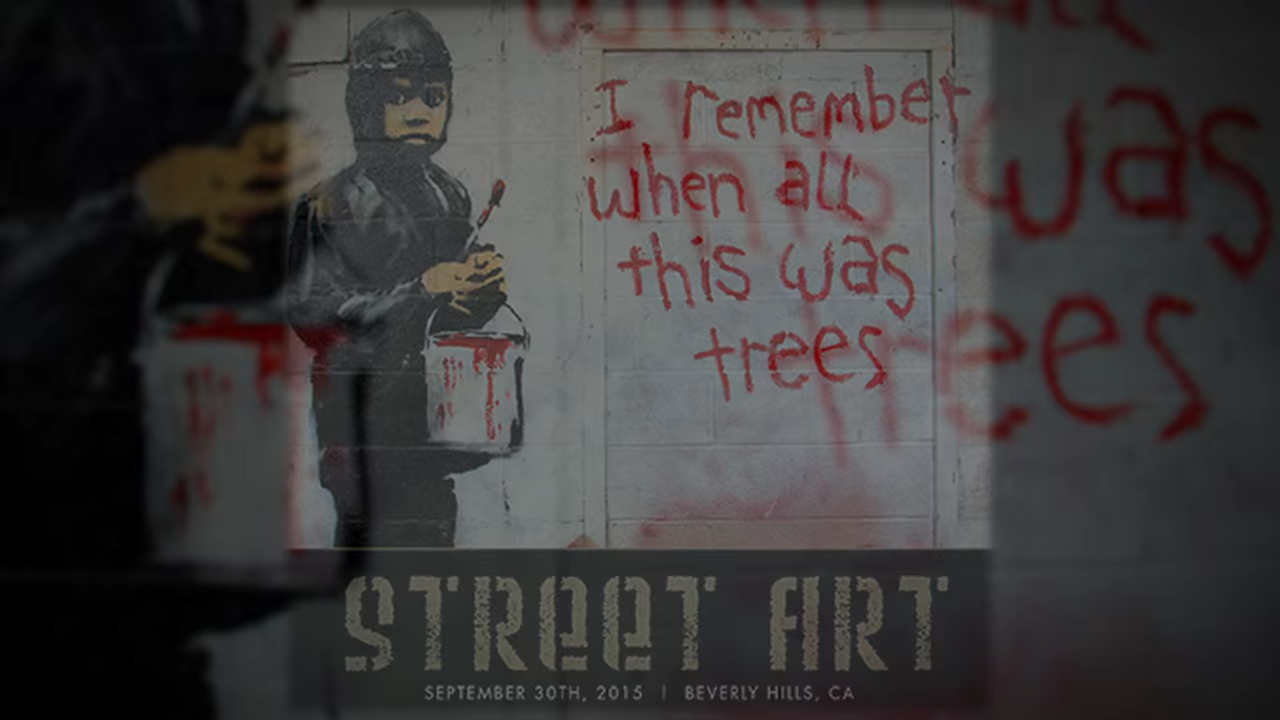 I remember
when all
this was
trees
STREET ART
SEPTEMBER 30TH, 2015 | BEVERLY HILLS, CA